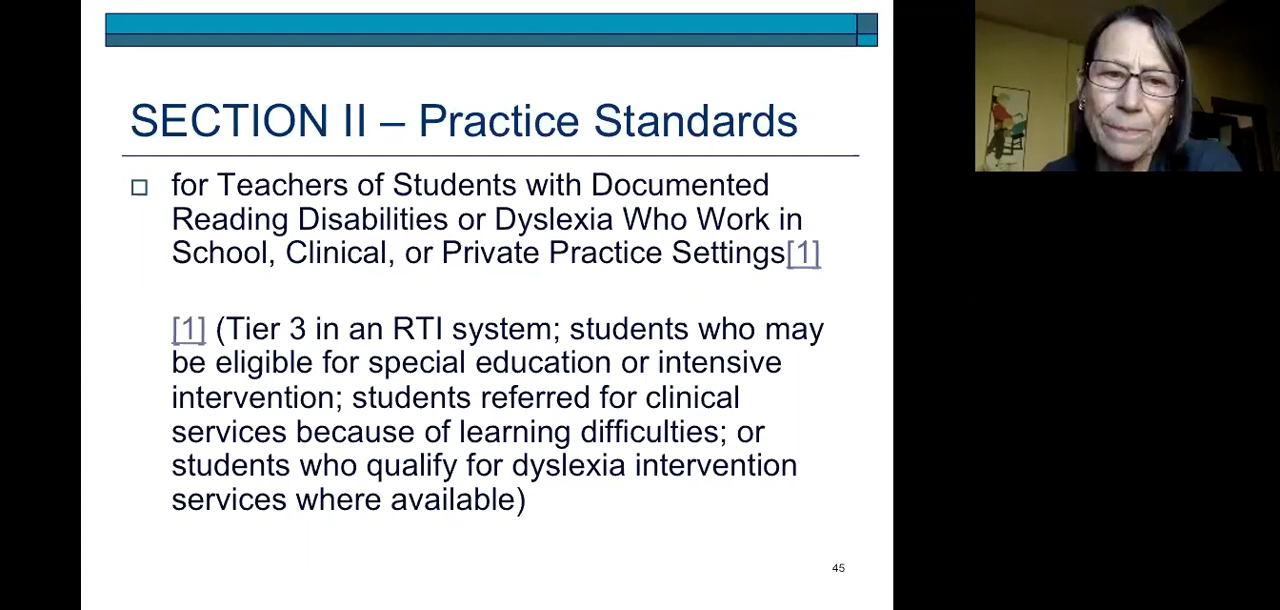 SECTION II – Practice Standards
for Teachers of Students with Documented
Reading Disabilities or Dyslexia Who Work in
School, Clinical, or Private Practice Settings[1]
[1] (Tier 3 in an RTI system; students who may
be eligible for special education or intensive
intervention; students referred for clinical
services because of learning difficulties; or
students who qualify for dyslexia intervention
services where available)
45